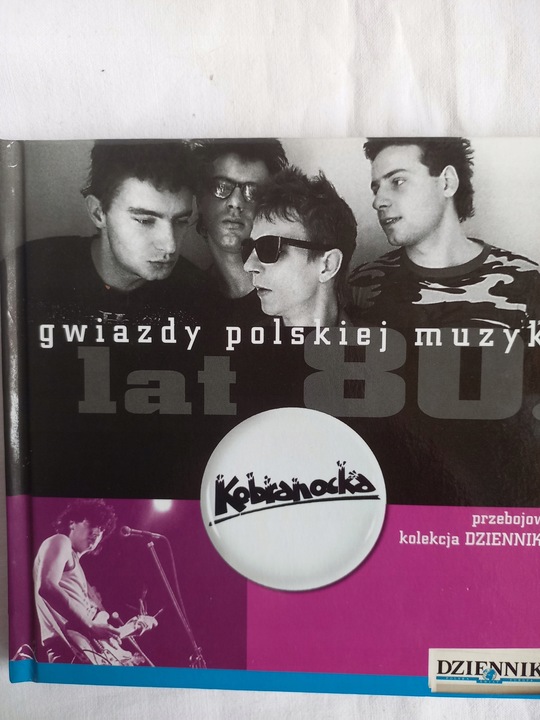 gwiazdy polskiej muzyk
lat 80.
Kobranocka
przebojow
kolekcja DZIENNIK
DZIENNIK